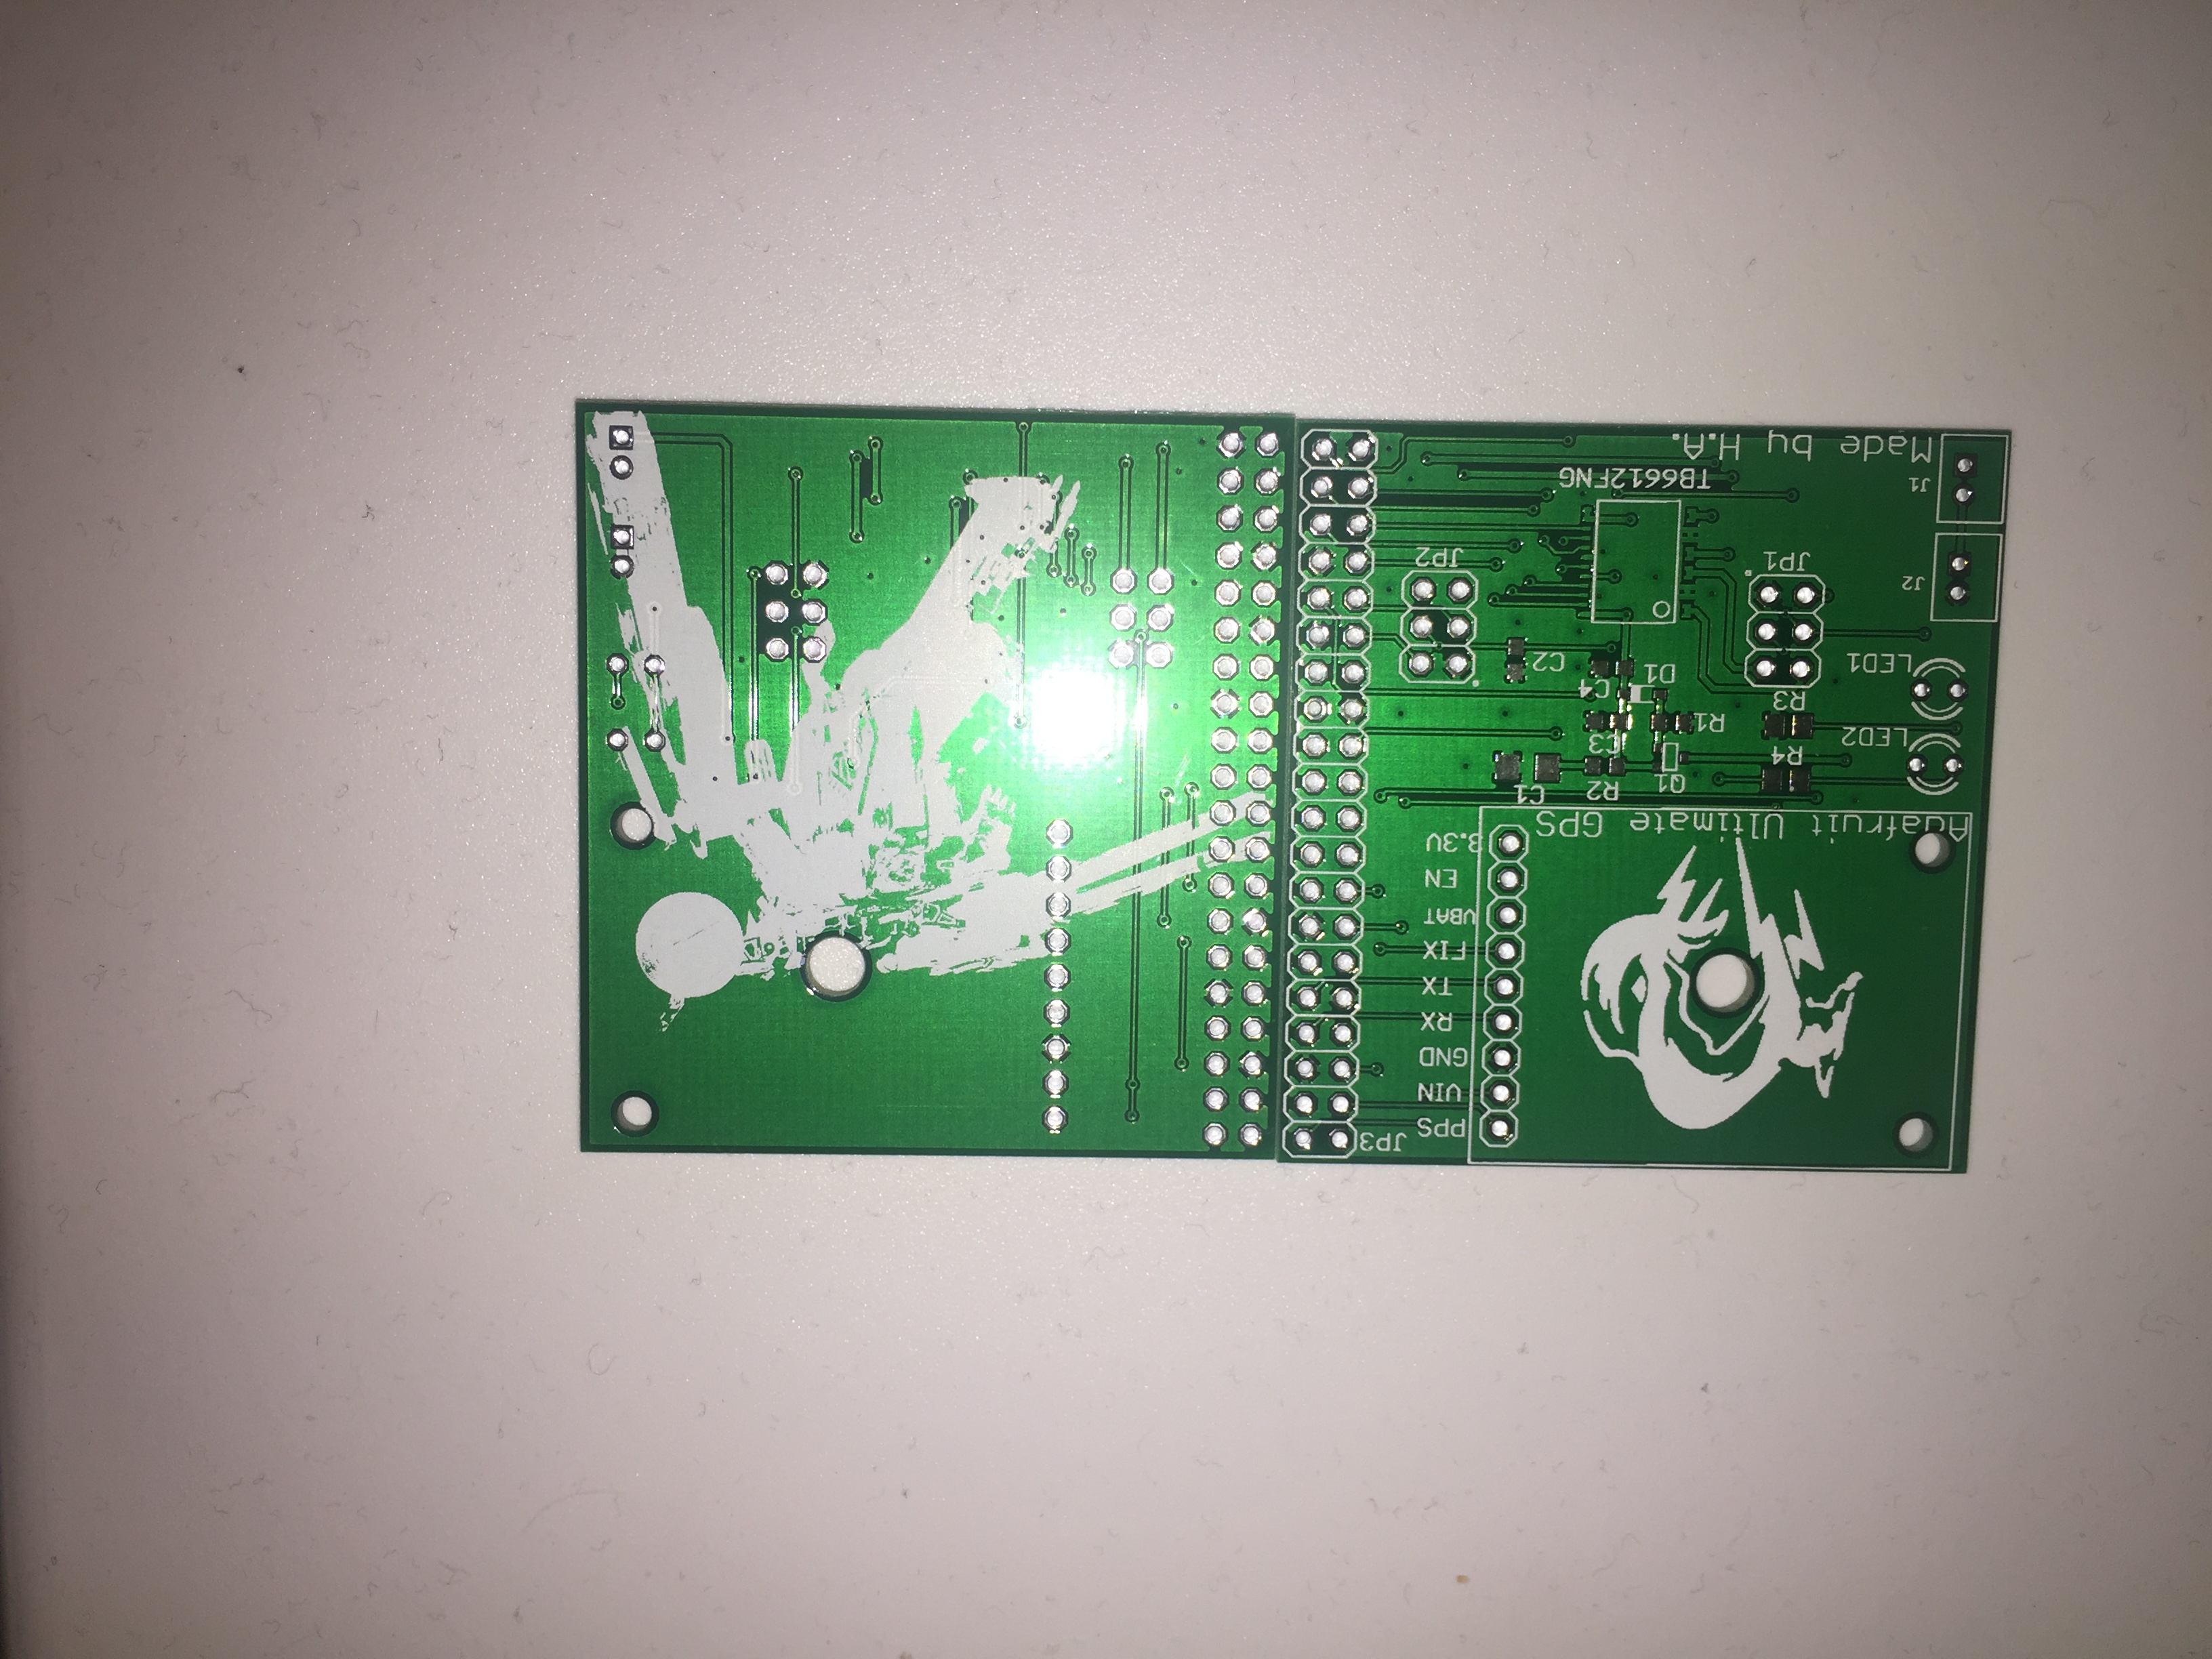 JP3
PPS
VIN
GND
RX
TX
FIX
VBAT
EN
3.3V
Adafruit Ultimate GPS
Q1
R2
C1
R4
LED2
C3
R1
R3
C4
D1
C2
LED1
J2
JP1
JP2
J1
TB6612FNG
Made by H.A.